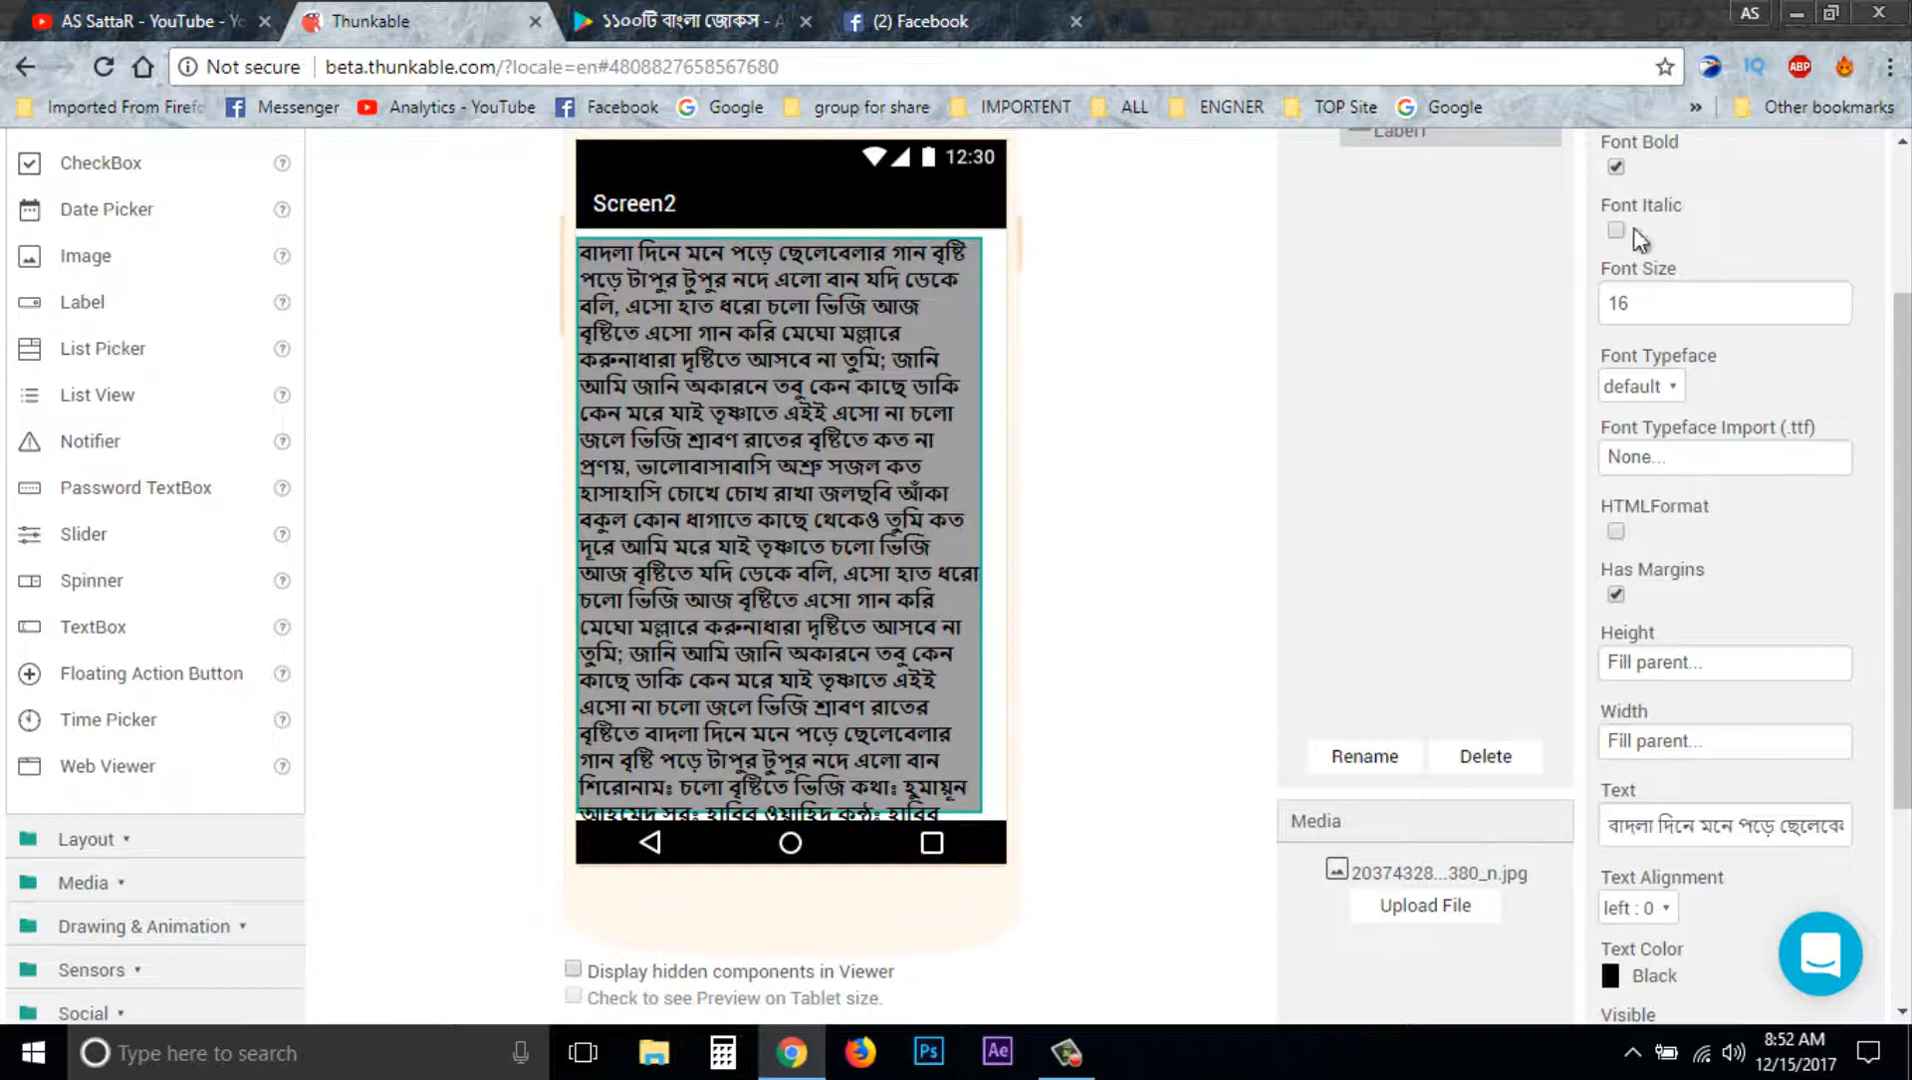 AS SattaR - YouTube - Yo
Thunkable
১১০০টি বাংলা জোকস - A
(2) Facebook
AS
Not secure
beta.thunkable.com/?locale=en#4808827658567680
IQ
ABP
Imported From Firefo
Messenger
Analytics - YouTube
Facebook
Google
group for share
IMPORTENT
ALL
ENGNER
TOP Site
Google
»
Other bookmarks
CheckBox
Date Picker
Image
Label
List Picker
List View
Notifier
Password TextBox
Slider
Spinner
TextBox
Floating Action Button
Time Picker
Web Viewer
Layout
Media
Drawing & Animation
Sensors
Social
12:30
Screen2
বাদলা দিনে মনে পড়ে ছেলেবেলার গান বৃষ্টি
পড়ে টাপুর টুপুর নদে এলো বান যদি ডেকে
বলি, এসো হাত ধরো চলো ভিজি আজ
বৃষ্টিতে এসো গান করি মেঘো মল্লারে
করুনাধারা দৃষ্টিতে আসবে না তুমি; জানি
আমি জানি অকারনে তবু কেন কাছে ডাকি
কেন মরে যাই তৃষ্ণাতে এইই এসো না চলো
জলে ভিজি শ্রাবণ রাতের বৃষ্টিতে কত না
প্রণয়, ভালোবাসাবাসি অশ্রু সজল কত
হাসাহাসি চোখে চোখ রাখা জলছবি আঁকা
বকুল কোন ধাগাতে কাছে থেকেও তুমি কত
দূরে আমি মরে যাই তৃষ্ণাতে চলো ভিজি
আজ বৃষ্টিতে যদি ডেকে বলি, এসো হাত ধরো
চলো ভিজি আজ বৃষ্টিতে এসো গান করি
মেঘো মল্লারে করুনাধারা দৃষ্টিতে আসবে না
তুমি; জানি আমি জানি অকারনে তবু কেন
কাছে ডাকি কেন মরে যাই তৃষ্ণাতে এইই
এসো না চলো জলে ভিজি শ্রাবণ রাতের
বৃষ্টিতে বাদলা দিনে মনে পড়ে ছেলেবেলার
গান বৃষ্টি পড়ে টাপুর টুপুর নদে এলো বান
শিরোনামঃ চলো বৃষ্টিতে ভিজি কথাঃ হুমায়ূন
আহমেদ সুরঃ হাবিব ওয়াহিদ কন্ঠঃ হাবিব
Display hidden components in Viewer
Check to see Preview on Tablet size.
Label1
Rename
Delete
Media
20374328...380_n.jpg
Upload File
Font Bold
Font Italic
Font Size
16
Font Typeface
default
Font Typeface Import (.ttf)
None...
HTMLFormat
Has Margins
Height
Fill parent...
Width
Fill parent...
Text
বাদলা দিনে মনে পড়ে ছেলেবে
Text Alignment
left : 0
Text Color
Black
Visible
Type here to search
Ps
Ae
8:52 AM
12/15/2017